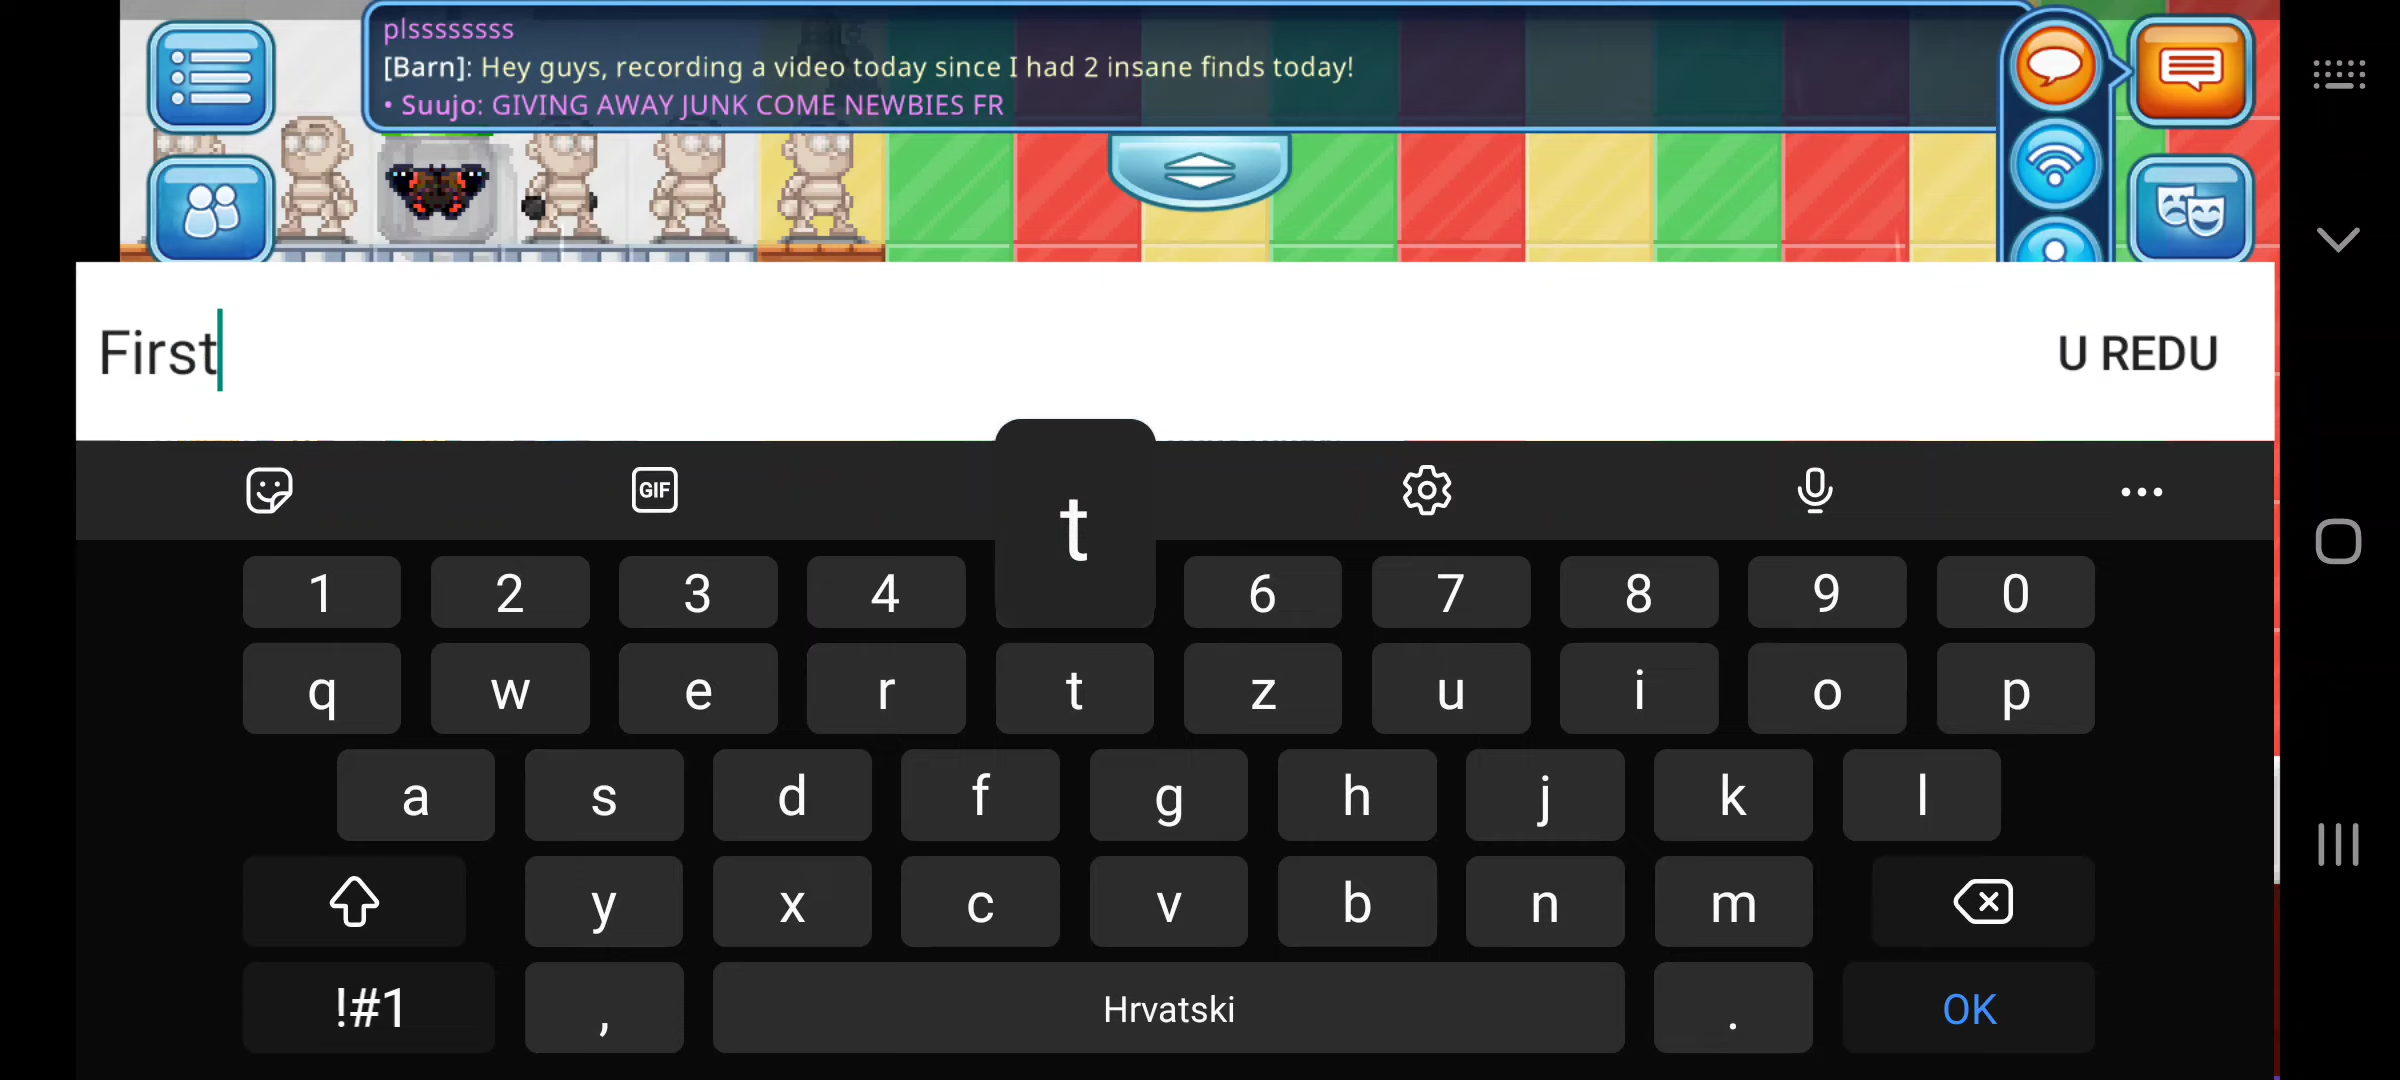 plssssssss
[Barn]: Hey guys, recording a video today since I had 2 insane finds today!
• Suujo: GIVING AWAY JUNK COME NEWBIES FR
First
U REDU
GIF
t
1 2 3 4 6 7 8 9 0
q w e r t z u i o p
a s d f g h j k l
y x c v b n m
!#1 , Hrvatski . OK